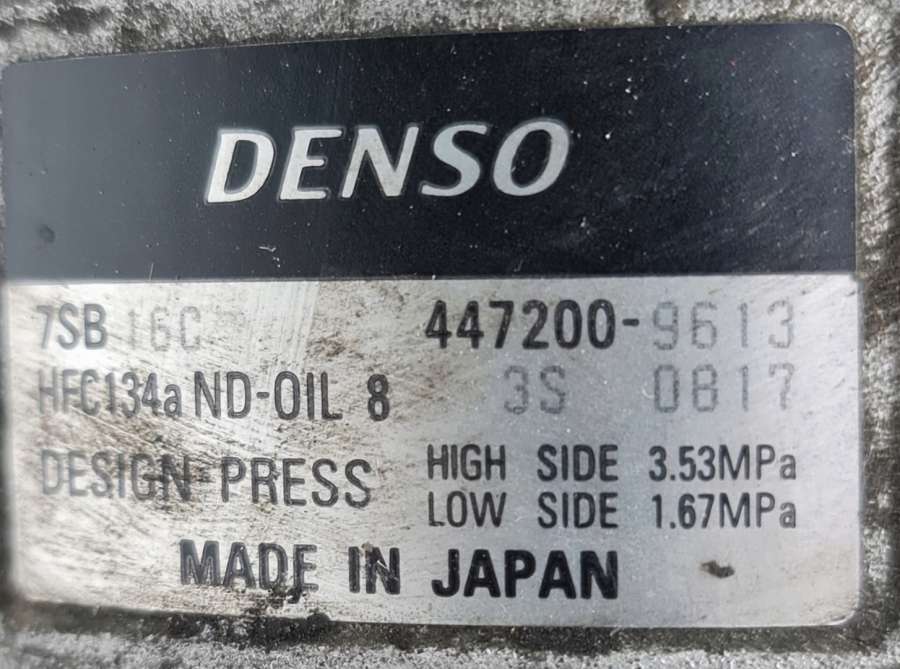 DENSO
7SB 16C 447200-9613
HFC134a ND-OIL 8 3S 0817
DESIGN PRESS HIGH SIDE 3.53MPa
LOW SIDE 1.67MPa
MADE IN JAPAN